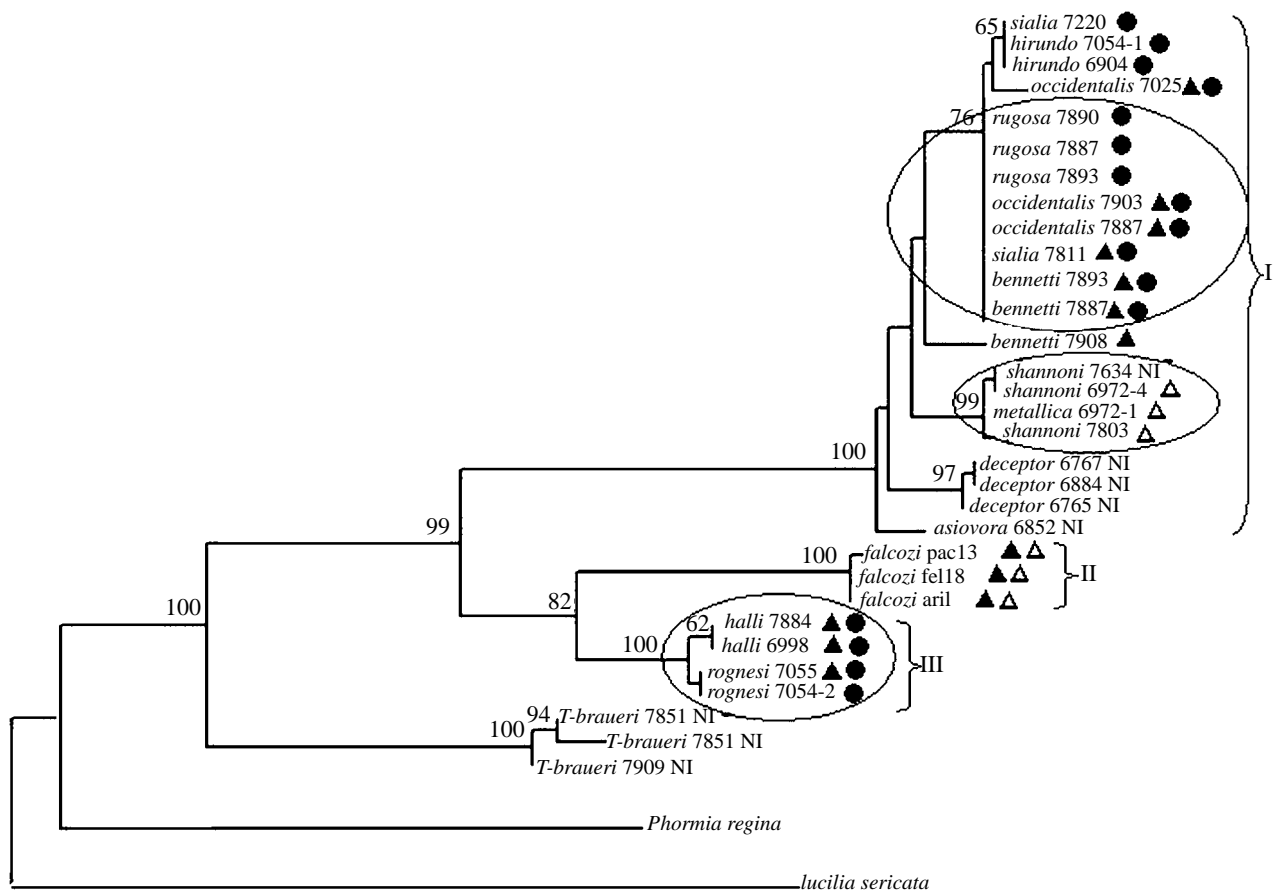 65
sialia 7220
hirundo 7054-1
hirundo 6904
occidentalis 7025
76
rugosa 7890
rugosa 7887
rugosa 7893
occidentalis 7903
occidentalis 7887
sialia 7811
bennetti 7893
bennetti 7887
I
bennetti 7908
shannoni 7634 NI
shannoni 6972-4
99
metallica 6972-1
shannoni 7803
100
97
deceptor 6767 NI
deceptor 6884 NI
deceptor 6765 NI
asiovora 6852 NI
99
100
falcozi pac13
falcozi fel18
falcozi aril
II
100
82
62
halli 7884
halli 6998
100
rognesi 7055
rognesi 7054-2
III
94
T-braueri 7851 NI
100
T-braueri 7851 NI
T-braueri 7909 NI
Phormia regina
lucilia sericata